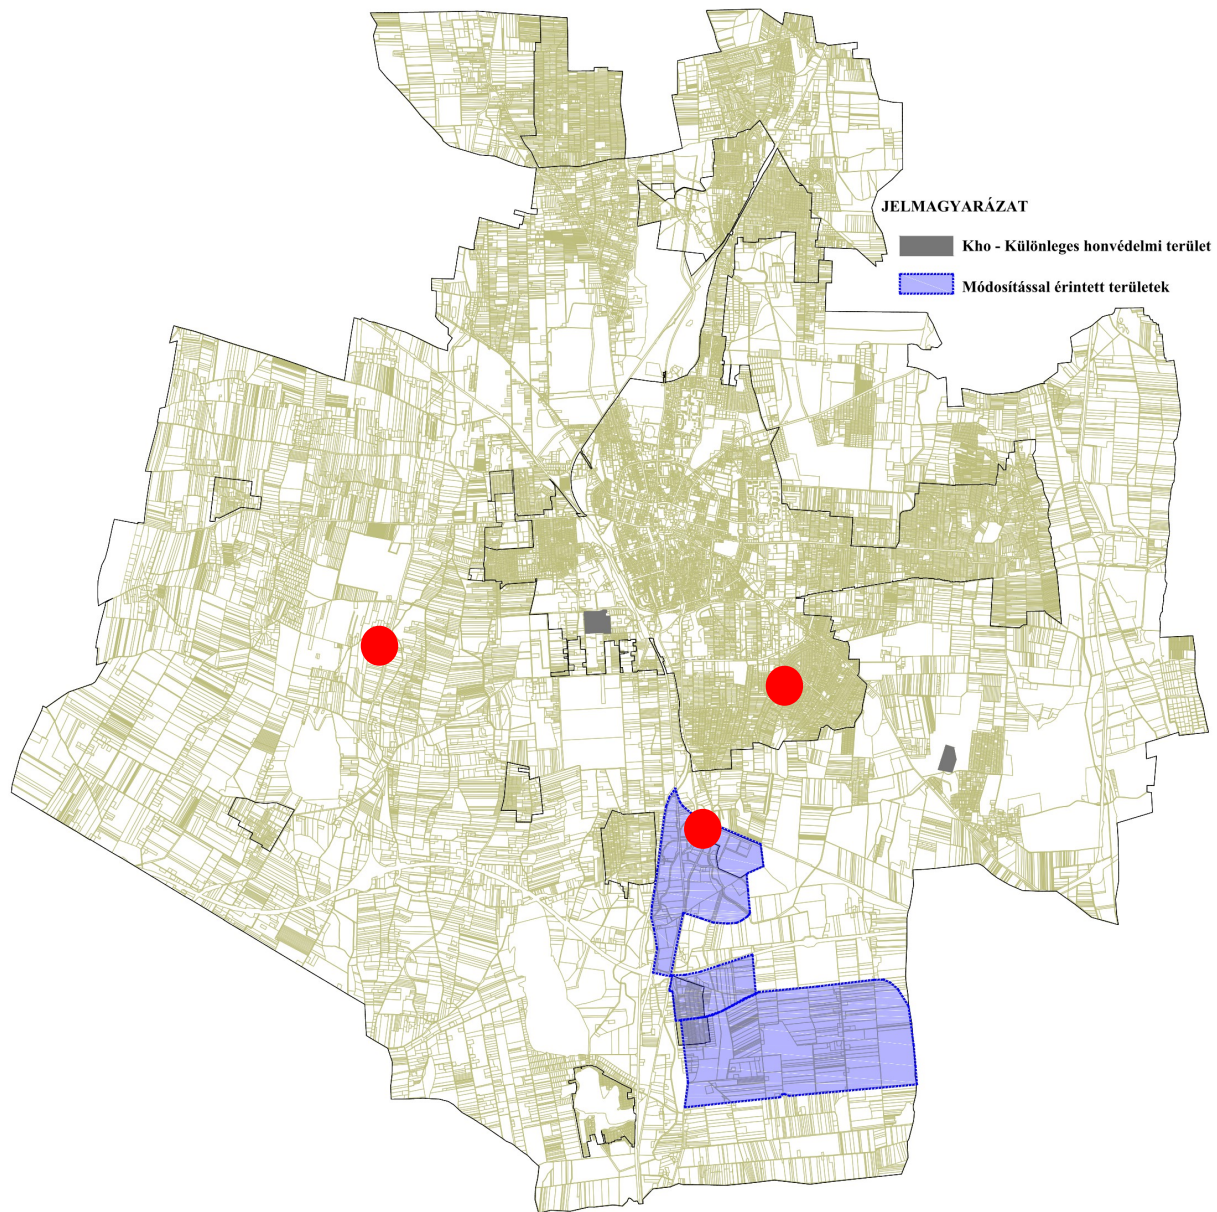 JELMAGYARÁZAT
Kho - Különleges honvédelmi terület
Módosítással érintett területek